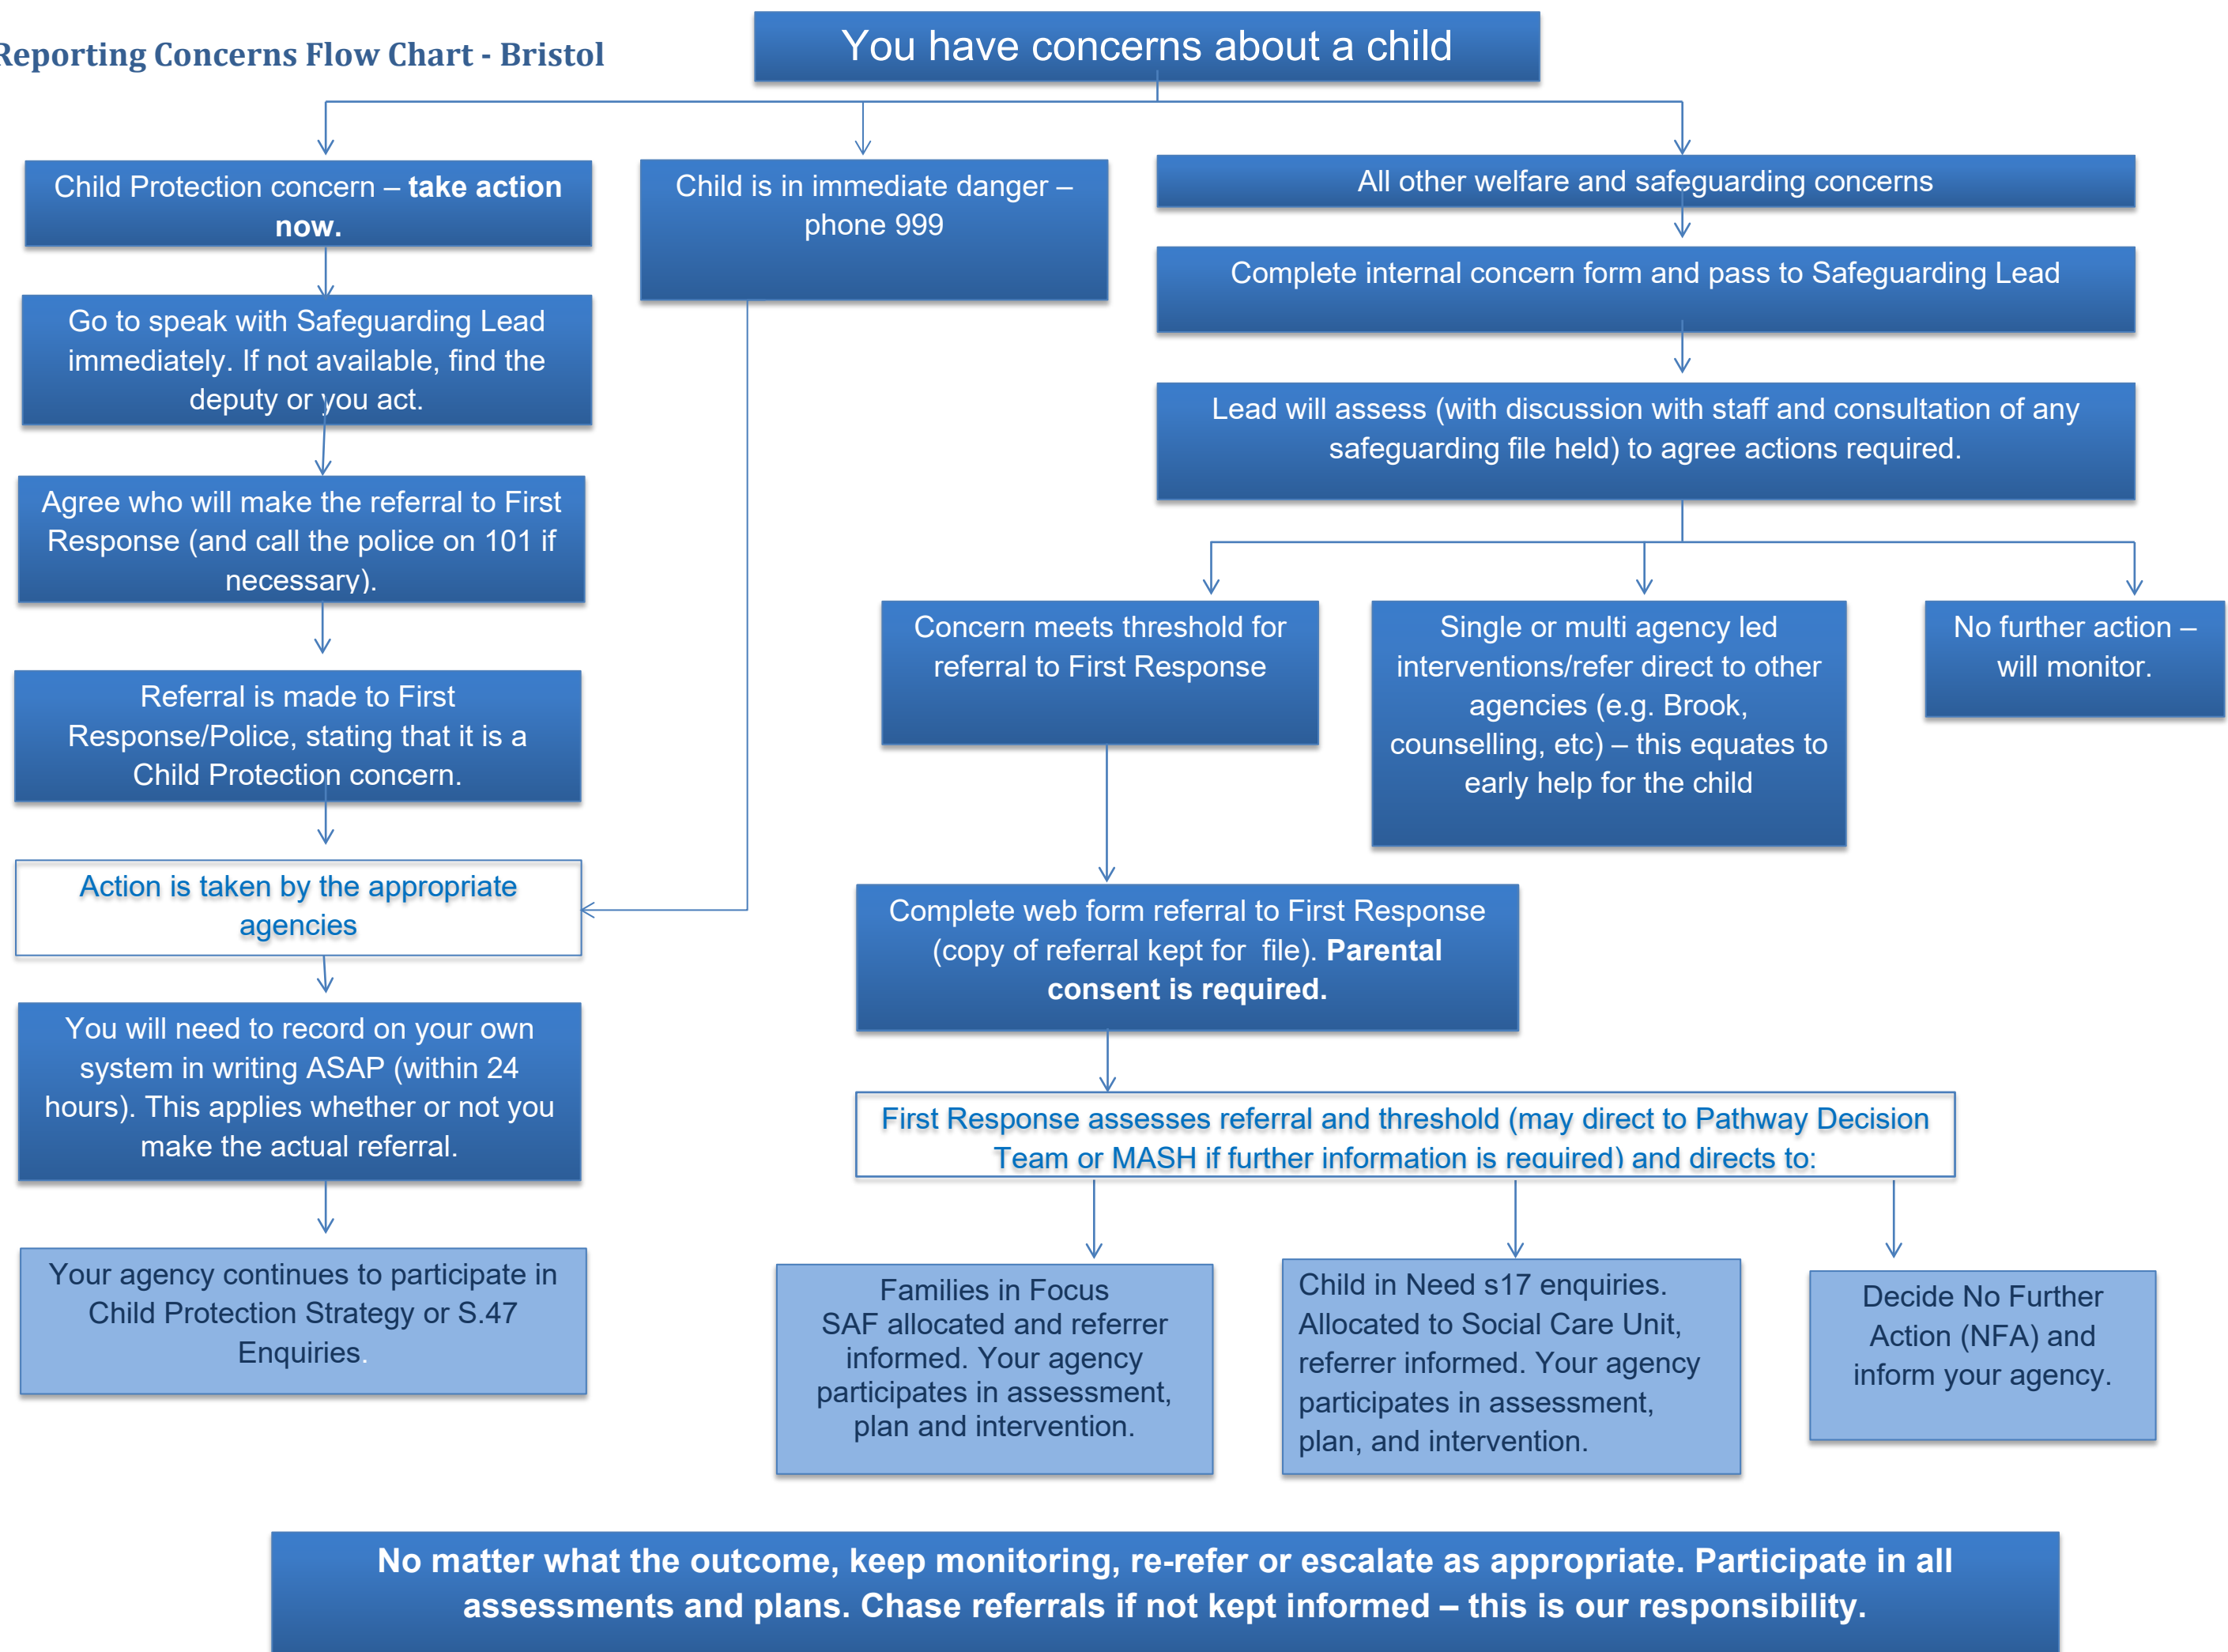 Reporting Concerns Flow Chart - Bristol
You have concerns about a child
Child Protection concern – take action
now.
Go to speak with Safeguarding Lead
immediately. If not available, find the
deputy or you act.
Agree who will make the referral to First
Response (and call the police on 101 if
necessary).
Referral is made to First
Response/Police, stating that it is a
Child Protection concern.
Action is taken by the appropriate
agencies
You will need to record on your own
system in writing ASAP (within 24
hours). This applies whether or not you
make the actual referral.
Your agency continues to participate in
Child Protection Strategy or S.47
Enquiries.
Child is in immediate danger –
phone 999
All other welfare and safeguarding concerns
Complete internal concern form and pass to Safeguarding Lead
Lead will assess (with discussion with staff and consultation of any
safeguarding file held) to agree actions required.
Concern meets threshold for
referral to First Response
Single or multi agency led
interventions/refer direct to other
agencies (e.g. Brook,
counselling, etc) – this equates to
early help for the child
No further action –
will monitor.
Complete web form referral to First Response
(copy of referral kept for file). Parental
consent is required.
First Response assesses referral and threshold (may direct to Pathway Decision
Team or MASH if further information is required) and directs to:
Families in Focus
SAF allocated and referrer
informed. Your agency
participates in assessment,
plan and intervention.
Child in Need s17 enquiries.
Allocated to Social Care Unit,
referrer informed. Your agency
participates in assessment,
plan, and intervention.
Decide No Further
Action (NFA) and
inform your agency.
No matter what the outcome, keep monitoring, re-refer or escalate as appropriate. Participate in all
assessments and plans. Chase referrals if not kept informed – this is our responsibility.